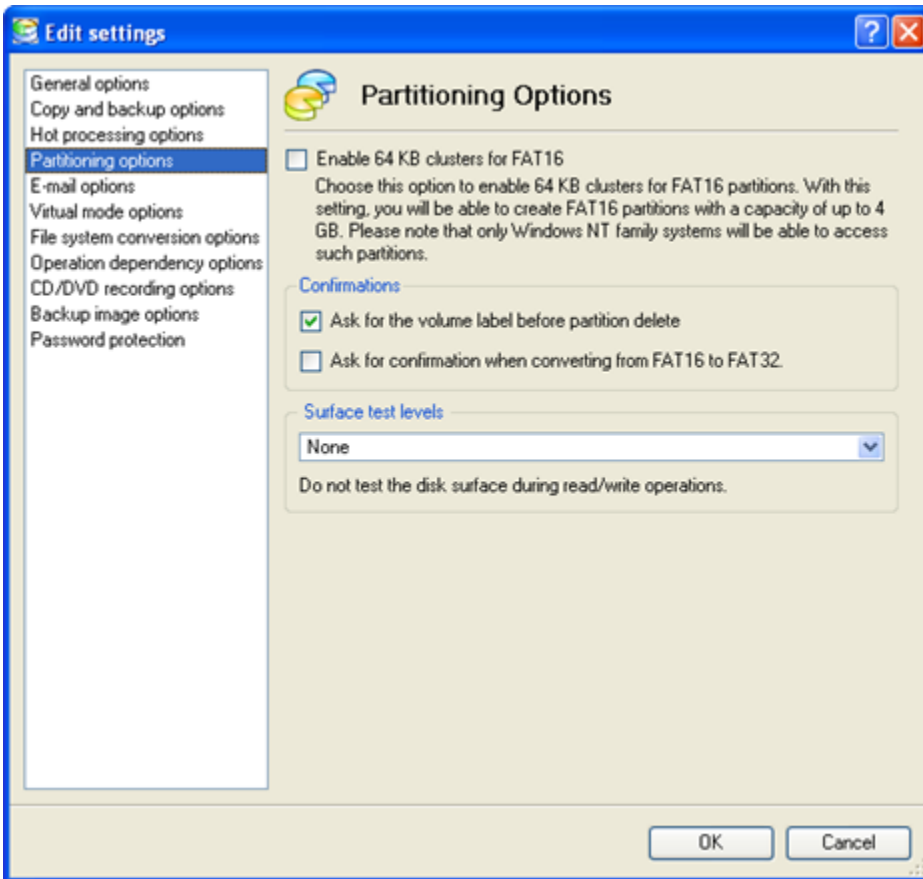 Edit settings
General options
Copy and backup options
Hot processing options
Partitioning options
E-mail options
Virtual mode options
File system conversion options
Operation dependency options
CD/DVD recording options
Backup image options
Password protection
Partitioning Options
Enable 64 KB clusters for FAT16
Choose this option to enable 64 KB clusters for FAT16 partitions. With this
setting, you will be able to create FAT16 partitions with a capacity of up to 4
GB. Please note that only Windows NT family systems will be able to access
such partitions.
Confirmations
Ask for the volume label before partition delete
Ask for confirmation when converting from FAT16 to FAT32.
Surface test levels
None
Do not test the disk surface during read/write operations.
OK
Cancel